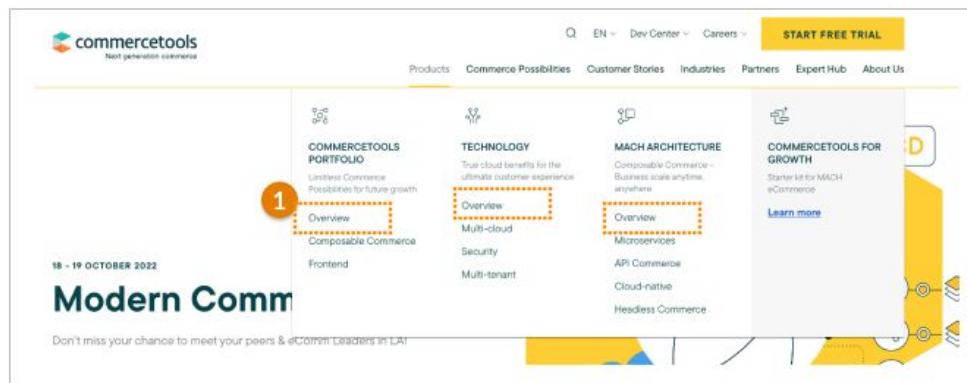 commercetools
Next generation commerce
EN Dev Center Careers START FREE TRIAL
Products Commerce Possibilities Customer Stories Industries Partners Expert Hub About Us
COMMERCETOOLS
PORTFOLIO
Limitless Commerce
Possibilities for future growth
1
Overview
Composable Commerce
Frontend
TECHNOLOGY
True cloud benefits for the
ultimate customer experience
Overview
Multi-cloud
Security
Multi-tenant
MACH ARCHITECTURE
Composable Commerce –
Business scale anytime,
anywhere
Overview
Microservices
API Commerce
Cloud-native
Headless Commerce
COMMERCETOOLS FOR
GROWTH
Starter kit for MACH
eCommerce
Learn more
D
18 - 19 OCTOBER 2022
Modern Comm
Don't miss your chance to meet your peers & eComm Leaders in LA!